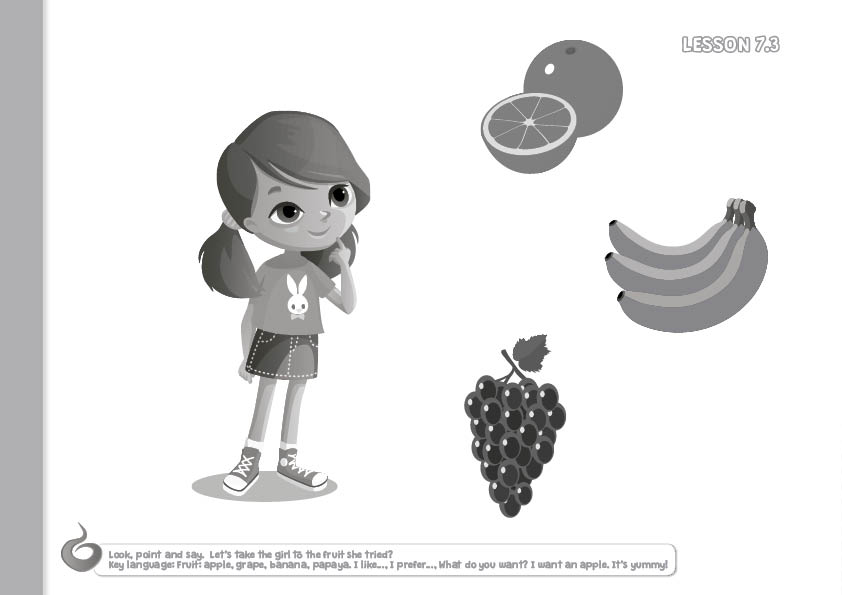 LESSON 7.3
Look, point and say. Let's take the girl to the fruit she tried?
Key language: Fruit: apple, grape, banana, papaya. I like..., I prefer..., What do you want? I want an apple. It's yummy!